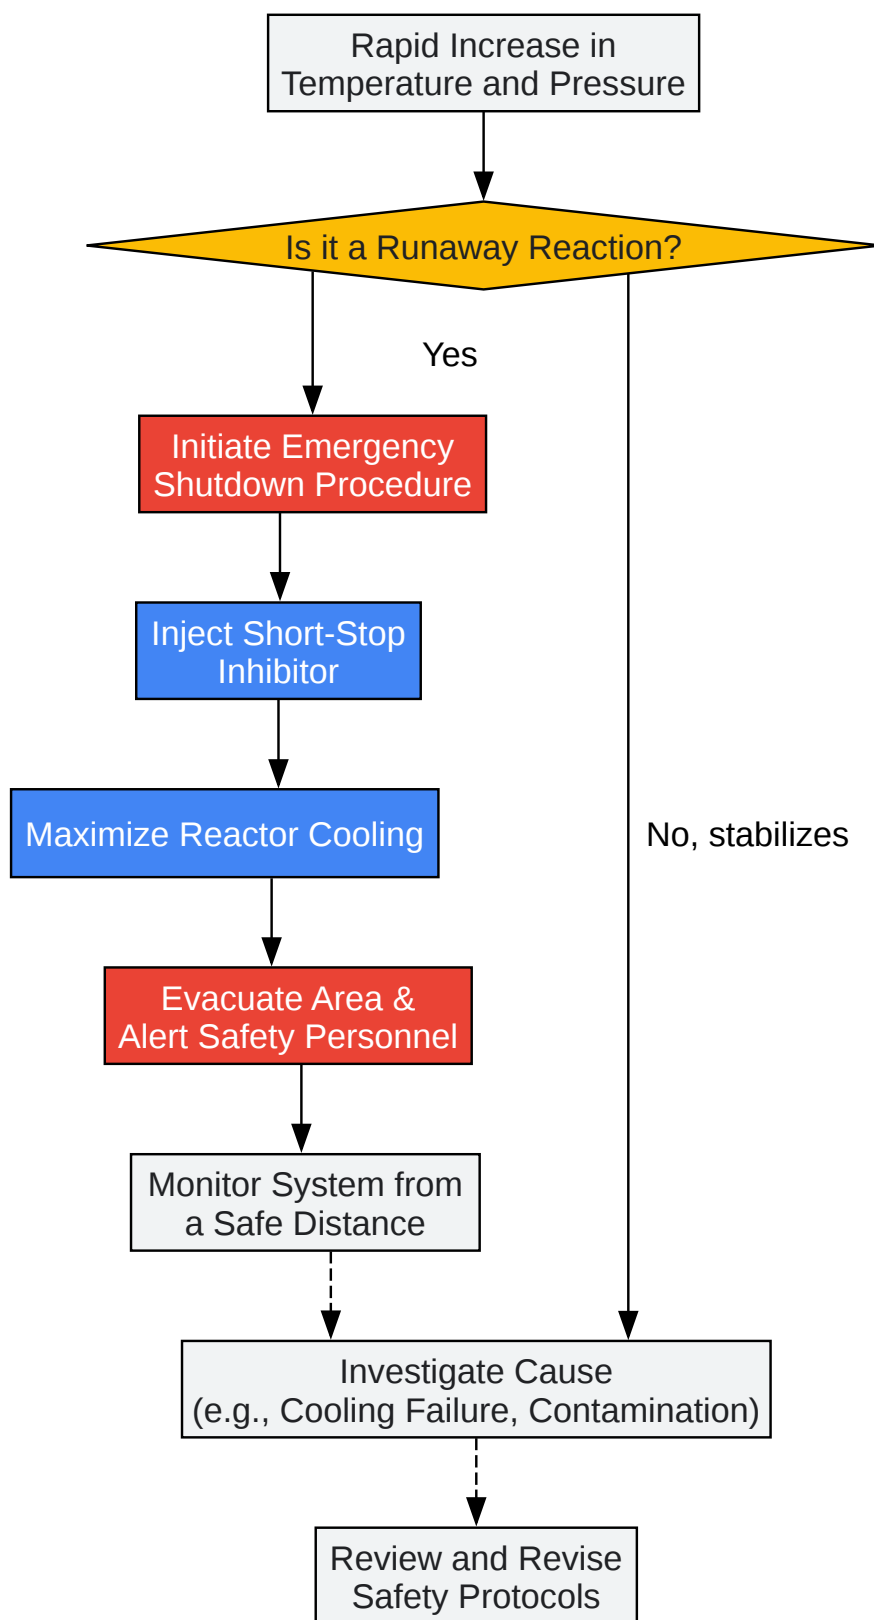 Rapid Increase in
Temperature and Pressure
Is it a Runaway Reaction?
Yes
Initiate Emergency
Shutdown Procedure
Inject Short-Stop
Inhibitor
Maximize Reactor Cooling
No, stabilizes
Evacuate Area &
Alert Safety Personnel
Monitor System from
a Safe Distance
Investigate Cause
(e.g., Cooling Failure, Contamination)
Review and Revise
Safety Protocols